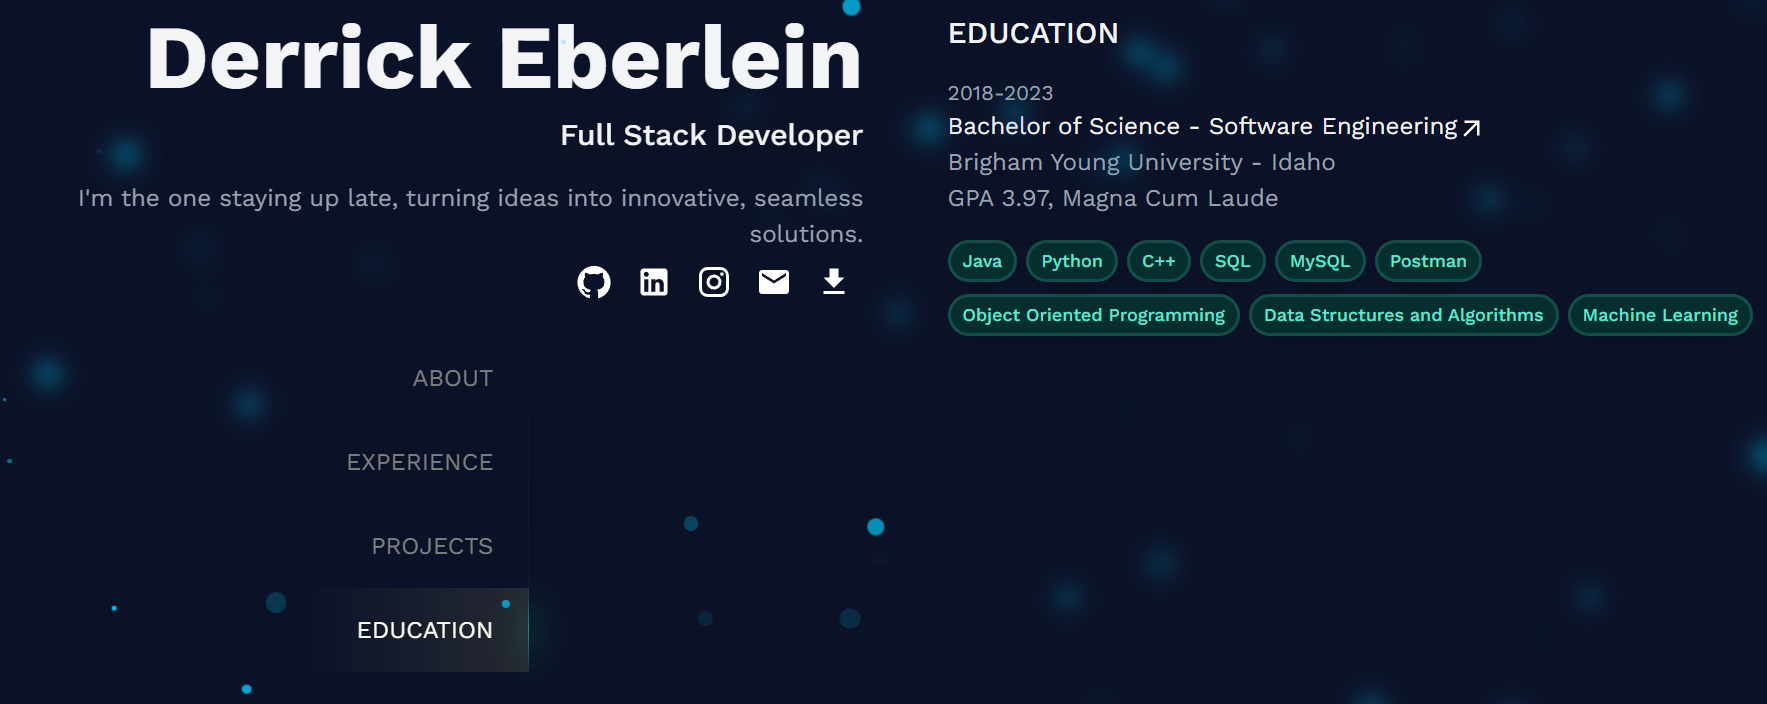 Derrick Eberlein
Full Stack Developer
I'm the one staying up late, turning ideas into innovative, seamless
solutions.
ABOUT
EXPERIENCE
PROJECTS
EDUCATION
EDUCATION
2018-2023
Bachelor of Science - Software Engineering
Brigham Young University - Idaho
GPA 3.97, Magna Cum Laude
Java Python C++ SQL MySQL Postman
Object Oriented Programming Data Structures and Algorithms Machine Learning